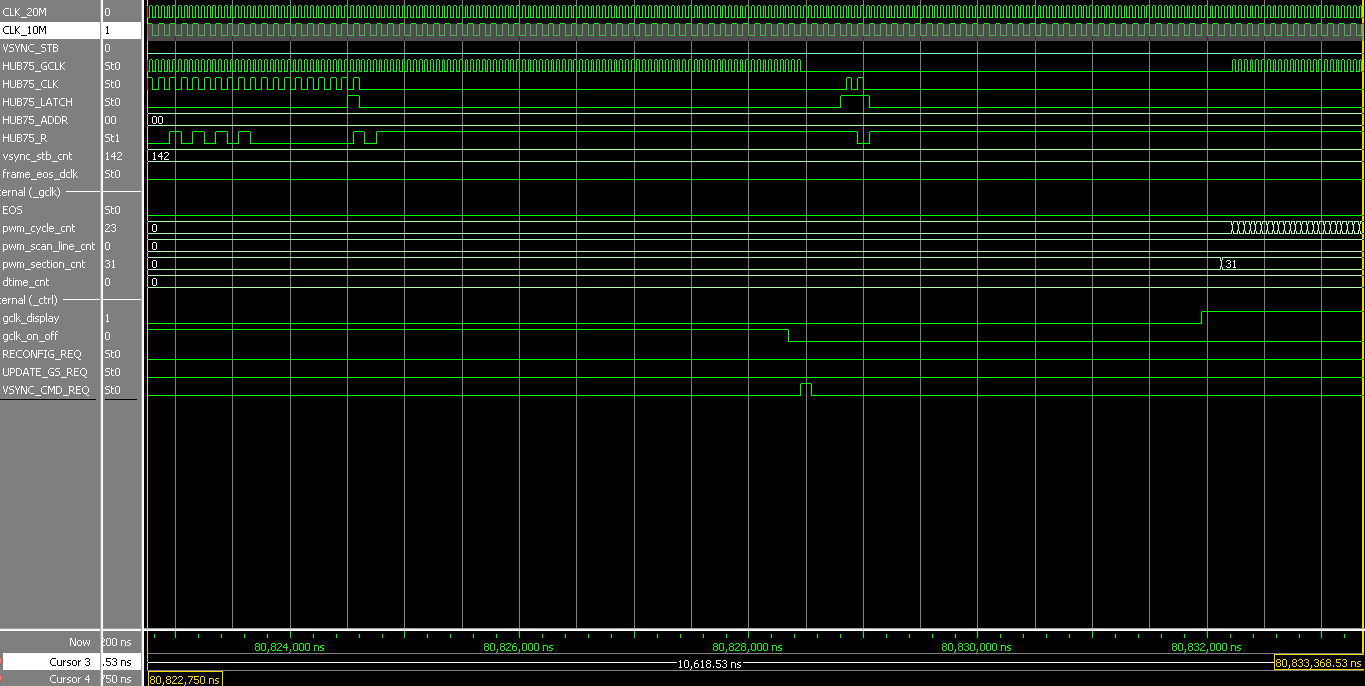 CLK_20M 0
CLK_10M 1
VSYNC_STB 0
HUB75_GCLK St0
HUB75_CLK St0
HUB75_LATCH St0
HUB75_ADDR 00 00
HUB75_R St1
vsync_stb_cnt 142 142
frame_eos_dclk St0
ernal (_gclk)
EOS St0
pwm_cycle_cnt 23 0
pwm_scan_line_cnt 0 0
pwm_section_cnt 31 0 31
dtime_cnt 0 0
ernal (_ctrl)
gclk_display 1
gclk_on_off 0
RECONFIG_REQ St0
UPDATE_GS_REQ St0
VSYNC_CMD_REQ St0
Now 200 ns 80,824,000 ns 80,826,000 ns 80,828,000 ns 80,830,000 ns 80,832,000 ns
Cursor 3 .53 ns 10,618.53 ns 80,833,368.53 ns
Cursor 4 750 ns 80,822,750 ns